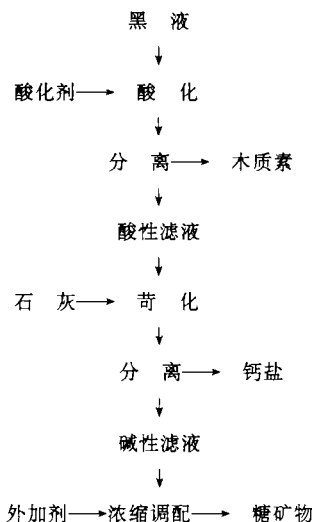 黑 液
酸化剂 酸 化
分 离 木质素
酸性滤液
石 灰 苛 化
分 离 钙盐
碱性滤液
外加剂 浓缩调配 糖矿物